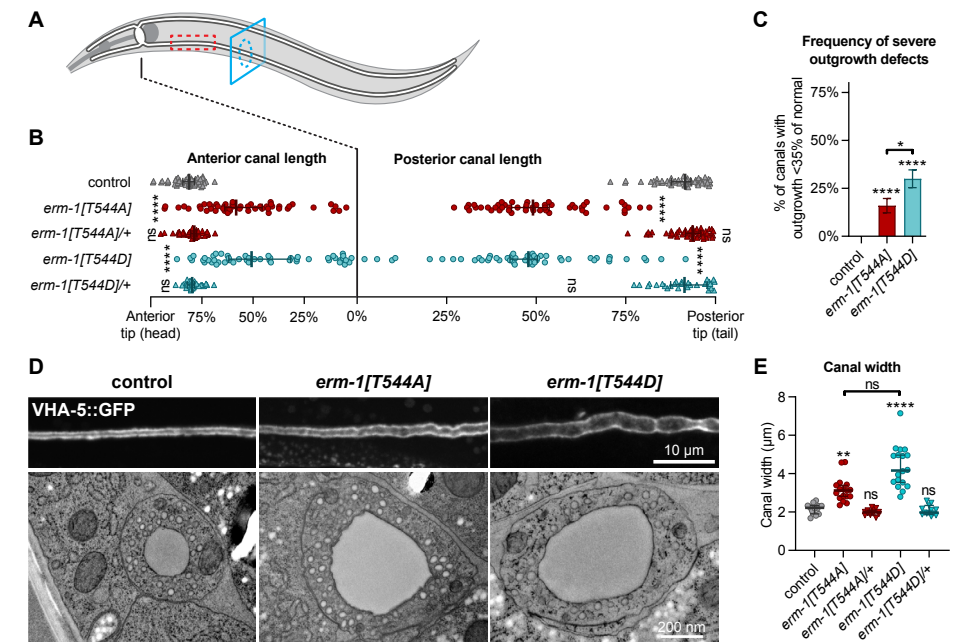 A
B
Anterior canal length
Posterior canal length
control
erm-1[T544A]
erm-1[T544A]/+
erm-1[T544D]
erm-1[T544D]/+
****
ns
****
ns
****
ns
****
ns
Anterior
tip (head)
75%
50%
25%
0%
25%
50%
75%
Posterior
tip (tail)
C
Frequency of severe
outgrowth defects
% of canals with
outgrowth <35% of normal
75%
50%
25%
0%
****
*
****
control
erm-1[T544A]
erm-1[T544D]
D
control
erm-1[T544A]
erm-1[T544D]
VHA-5::GFP
10 µm
200 nm
E
Canal width
ns
Canal width (µm)
8
6
4
2
0
**
ns
****
ns
control
erm-1[T544A]
erm-1[T544A]/+
erm-1[T544D]
erm-1[T544D]/+